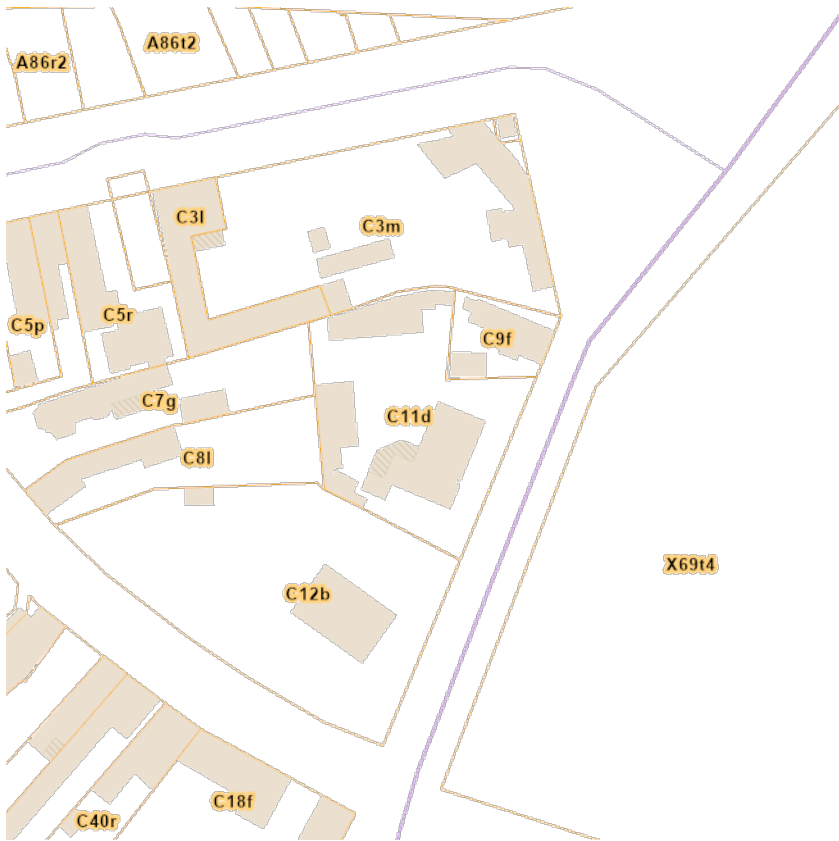 A86t2
A86r2
C3l
C3m
C5r
C5p
C9f
C7g
C11d
C8l
X69t4
C12b
C18f
C40r